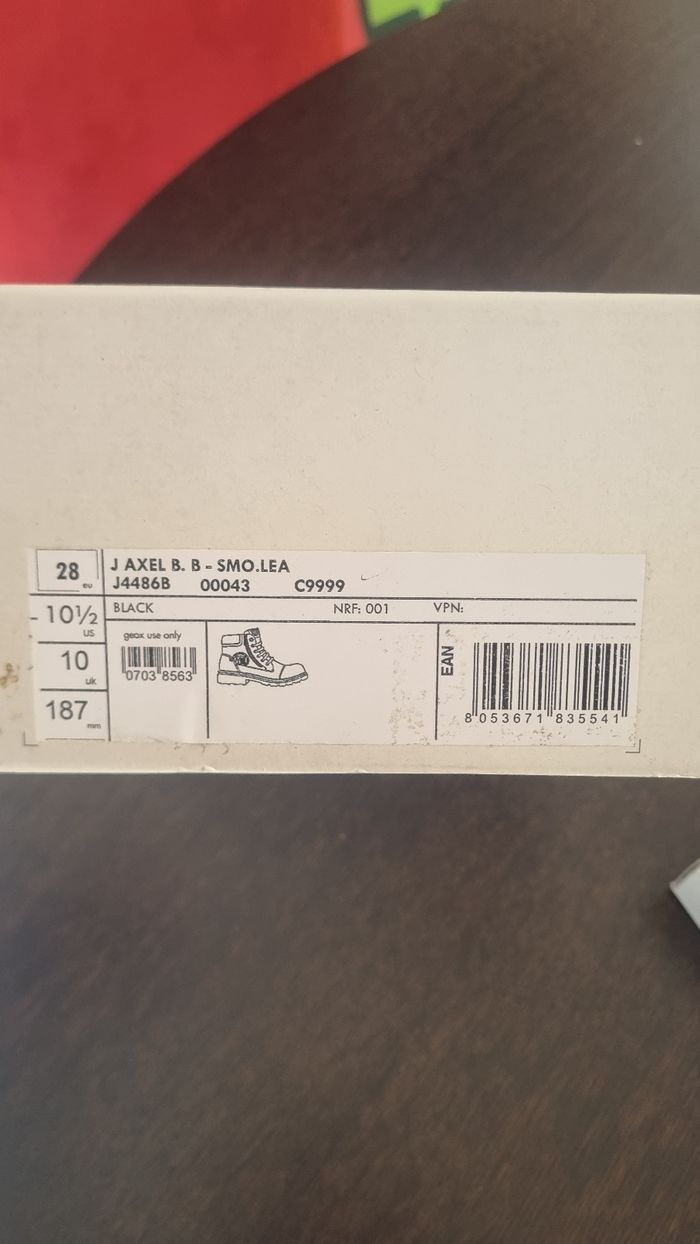 28 eu
J AXEL B. B - SMO.LEA
J4486B 00043 C9999
10½ us
BLACK NRF: 001 VPN:
10 uk
187 mm
geox use only
0703 8563
EAN
8 053671 835541